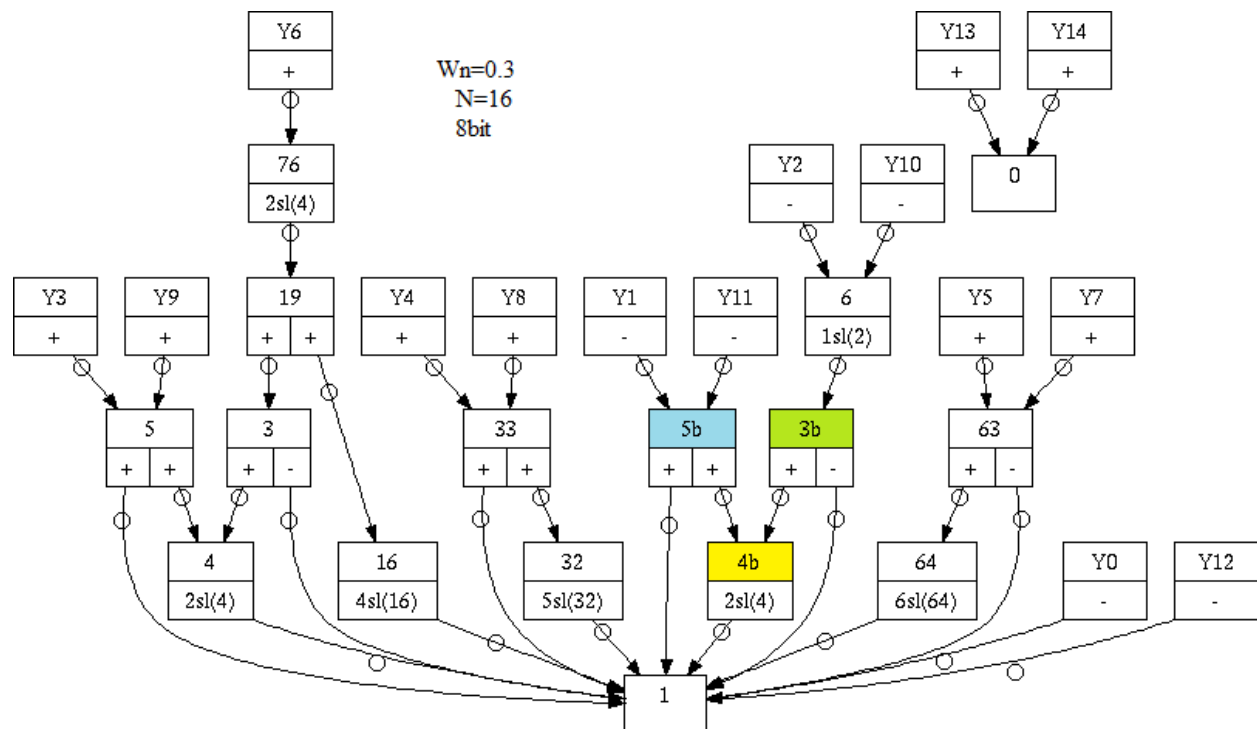 Y6
+
Wn=0.3
N=16
8bit
Y13
+
Y14
+
76
2sl(4)
Y2
-
Y10
-
0
Y3
+
Y9
+
19
+ +
Y4
+
Y8
+
Y1
-
Y11
-
6
1sl(2)
Y5
+
Y7
+
5
+ +
3
+ -
33
+ +
5b
+ +
3b
+ -
63
+ -
4
2sl(4)
16
4sl(16)
32
5sl(32)
4b
2sl(4)
64
6sl(64)
Y0
-
Y12
-
1